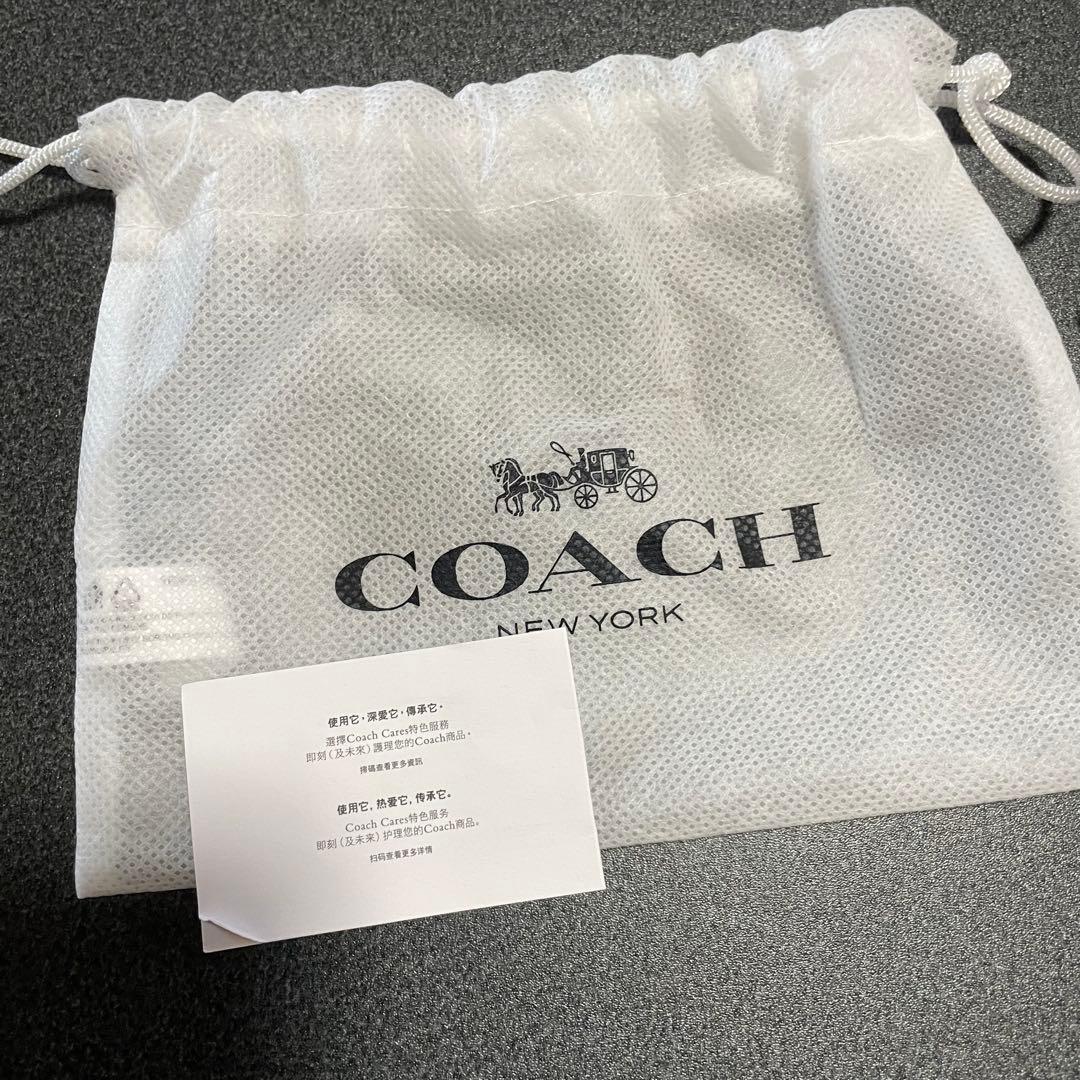 COACH
NEW YORK
使用它，深愛它，傳承它。
選擇Coach Cares特色服務
即刻（及未來）護理您的Coach商品。
掃碼查看更多資訊
使用它，热爱它，传承它。
Coach Cares特色服务
即刻（及未来）护理您的Coach商品。
扫码查看更多详情